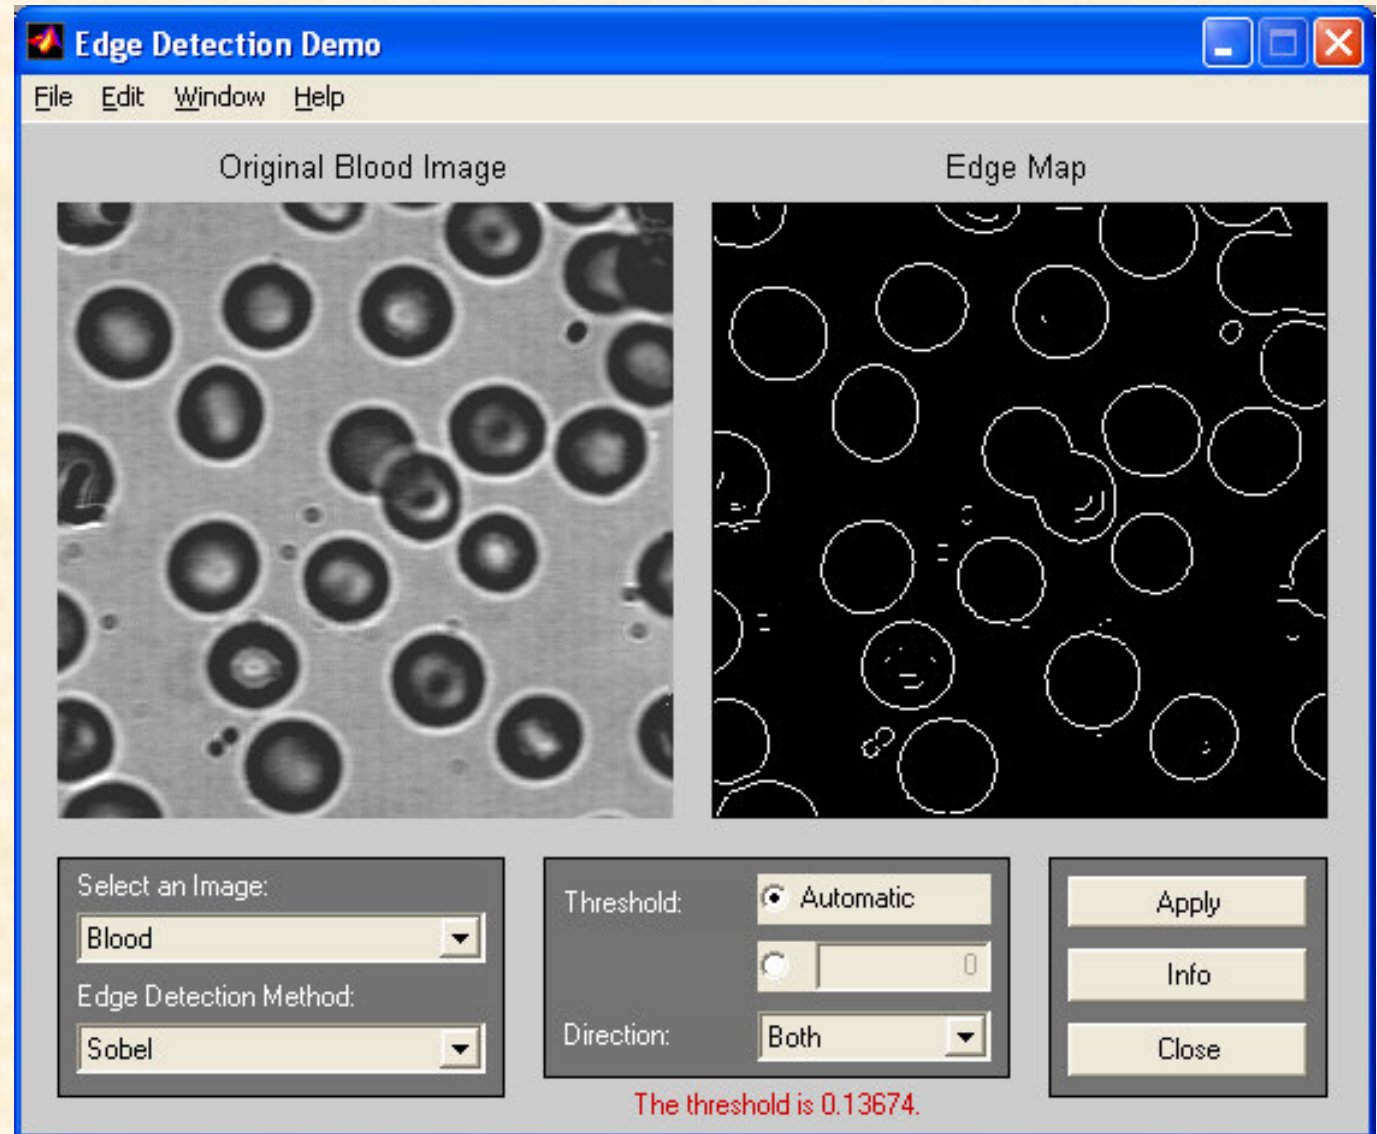 Edge Detection Demo
File Edit Window Help
Original Blood Image
Edge Map
Select an Image:
Blood
Edge Detection Method:
Sobel
Threshold:
Automatic
0
Direction:
Both
Apply
Info
Close
The threshold is 0.13674.